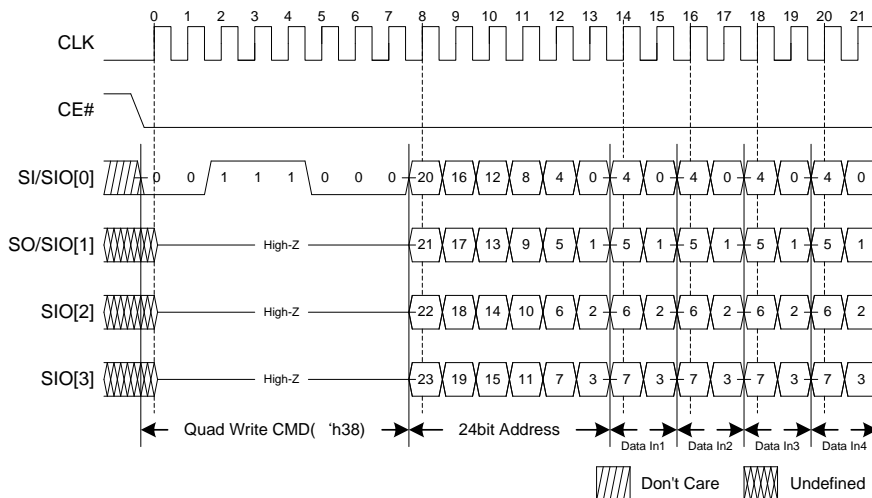 0 1 2 3 4 5 6 7 8 9 10 11 12 13 14 15 16 17 18 19 20 21
CLK
CE#
SI/SIO[0] 0 0 1 1 1 0 0 0 20 16 12 8 4 0 4 0 4 0 4 0 4 0
SO/SIO[1] High-Z 21 17 13 9 5 1 5 1 5 1 5 1 5 1
SIO[2] High-Z 22 18 14 10 6 2 6 2 6 2 6 2 6 2
SIO[3] High-Z 23 19 15 11 7 3 7 3 7 3 7 3 7 3
Quad Write CMD( ‘h38) 24bit Address Data In1 Data In2 Data In3 Data In4
Don't Care Undefined